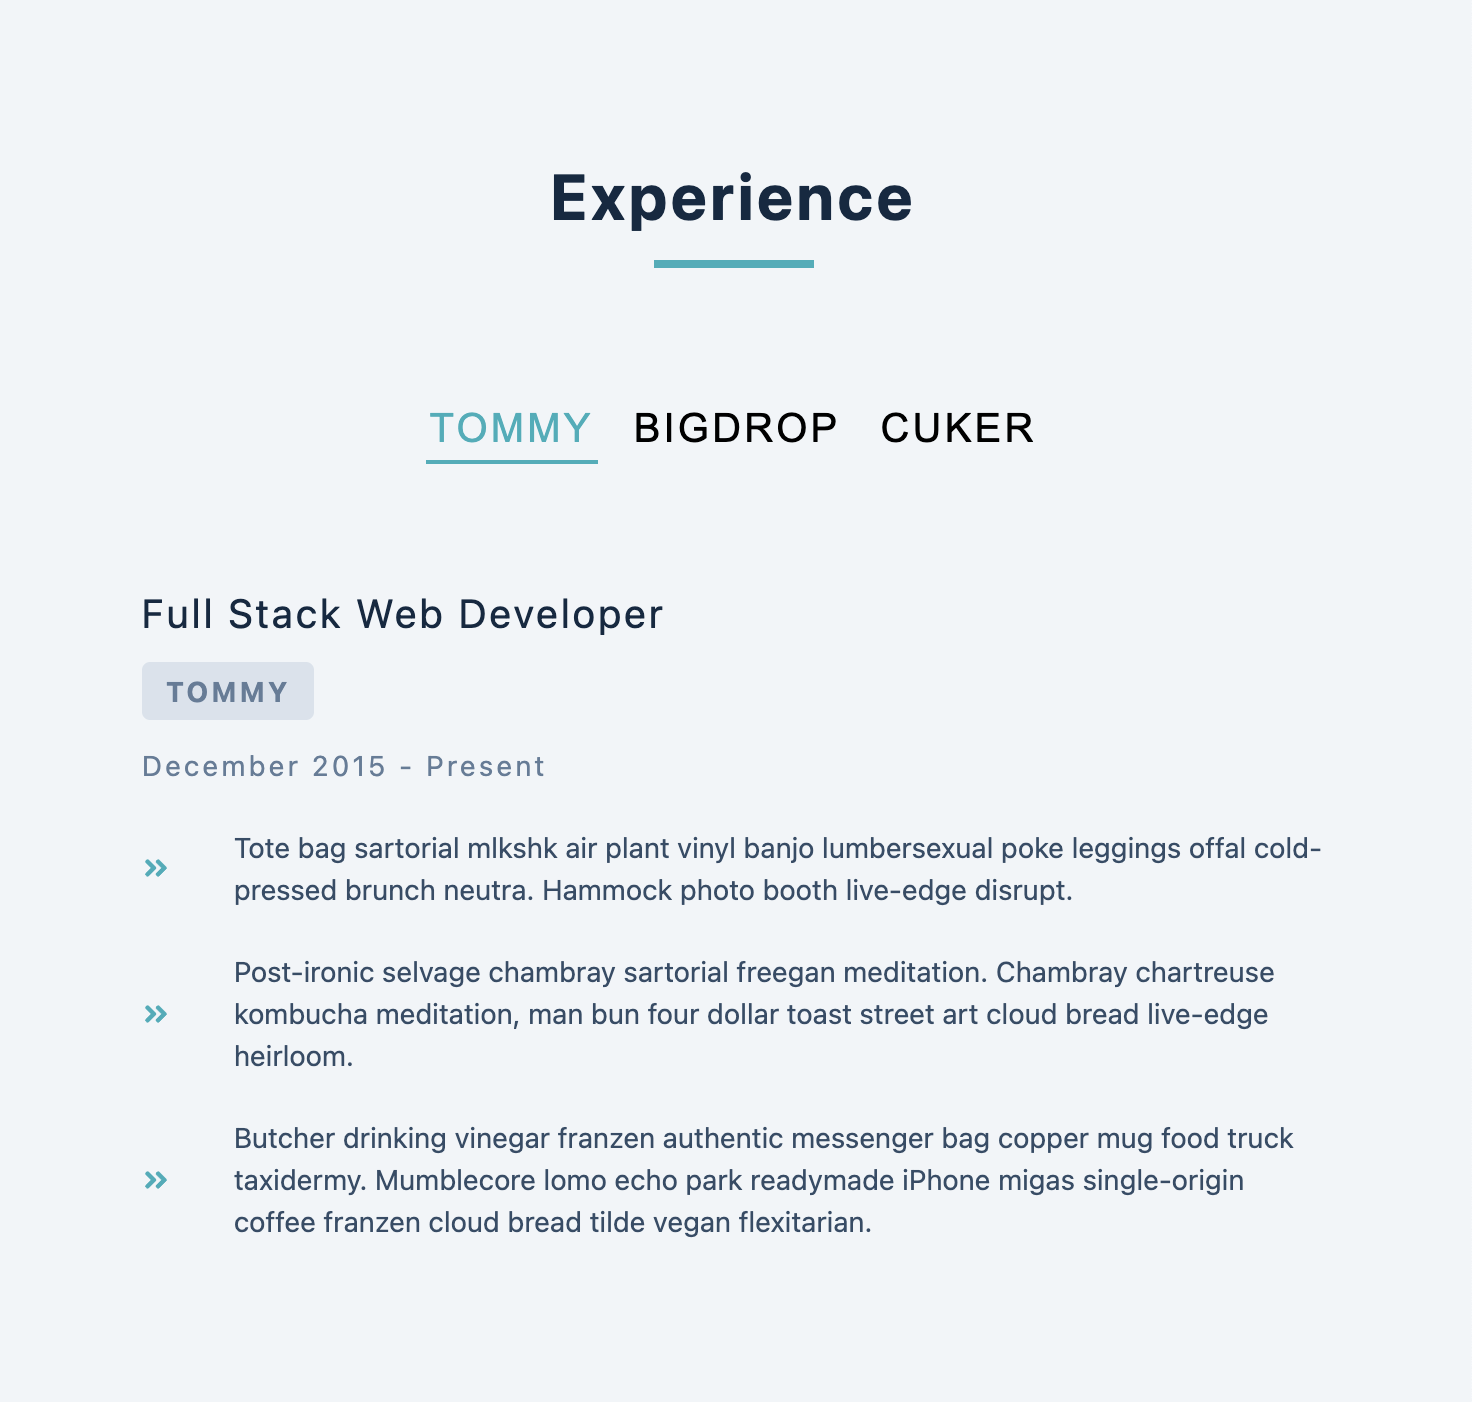 Experience
TOMMY BIGDROP CUKER
Full Stack Web Developer
TOMMY
December 2015 - Present
Tote bag sartorial mlkshk air plant vinyl banjo lumbersexual poke leggings offal cold-
pressed brunch neutra. Hammock photo booth live-edge disrupt.
Post-ironic selvage chambray sartorial freegan meditation. Chambray chartreuse
kombucha meditation, man bun four dollar toast street art cloud bread live-edge
heirloom.
Butcher drinking vinegar franzen authentic messenger bag copper mug food truck
taxidermy. Mumblecore lomo echo park readymade iPhone migas single-origin
coffee franzen cloud bread tilde vegan flexitarian.